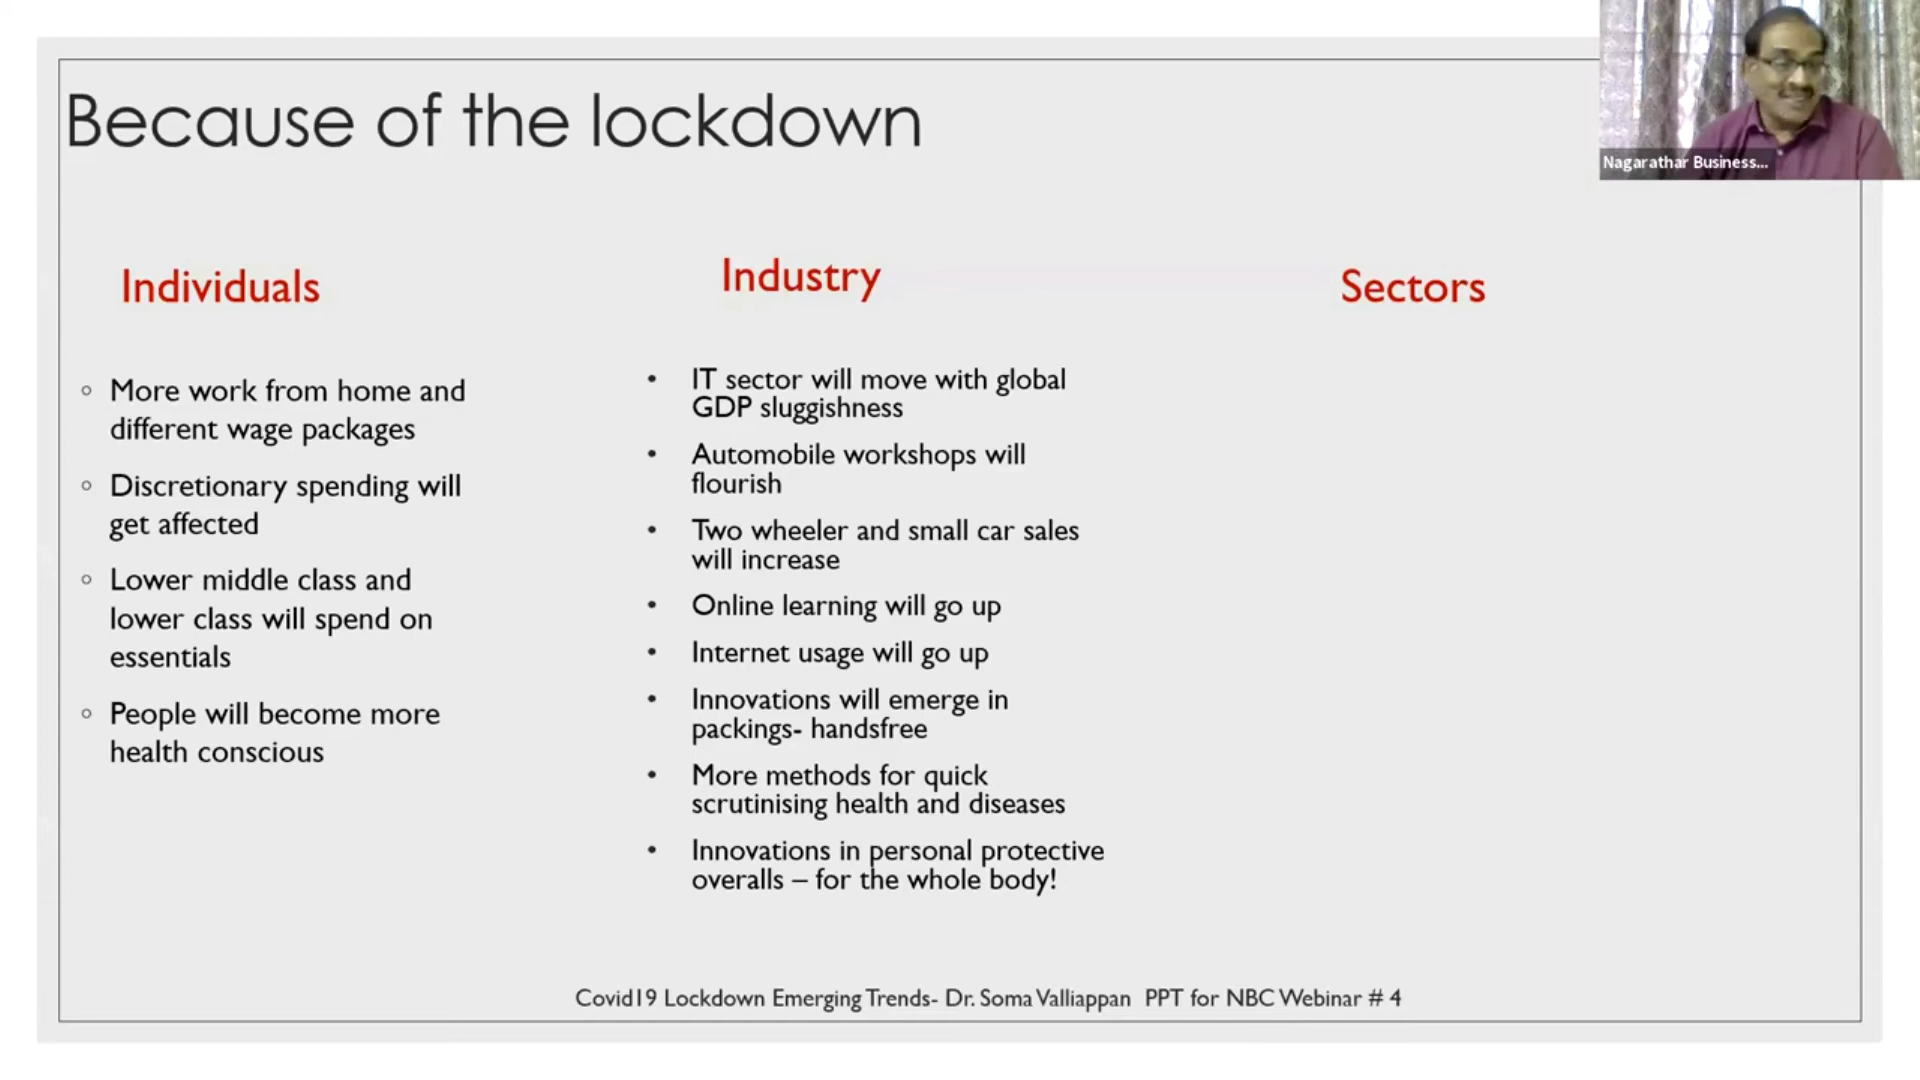 Because of the lockdown
Nagarathar Business...
Individuals
More work from home and
different wage packages
Discretionary spending will
get affected
Lower middle class and
lower class will spend on
essentials
People will become more
health conscious
Industry
IT sector will move with global
GDP sluggishness
Automobile workshops will
flourish
Two wheeler and small car sales
will increase
Online learning will go up
Internet usage will go up
Innovations will emerge in
packings- handsfree
More methods for quick
scrutinising health and diseases
Innovations in personal protective
overalls – for the whole body!
Sectors
Covid19 Lockdown Emerging Trends- Dr. Soma Valliappan PPT for NBC Webinar # 4